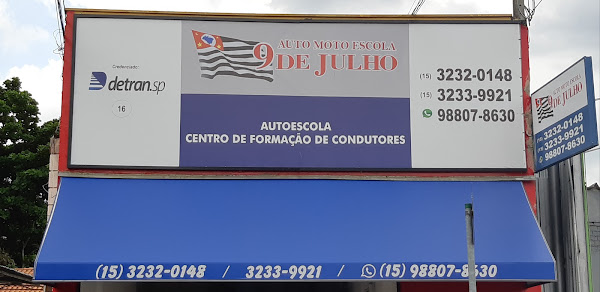 Credenciado:
detran.sp
16
AUTO MOTO ESCOLA
9 DE JULHO
AUTOESCOLA
CENTRO DE FORMAÇÃO DE CONDUTORES
(15) 3232-0148
(15) 3233-9921
98807-8630
AUTO MOTO ESCOLA
9 DE JULHO
(15) 3232-0148
(15) 3233-9921
98807-8630
(15) 3232-0148 / 3233-9921 / (15) 98807-8630